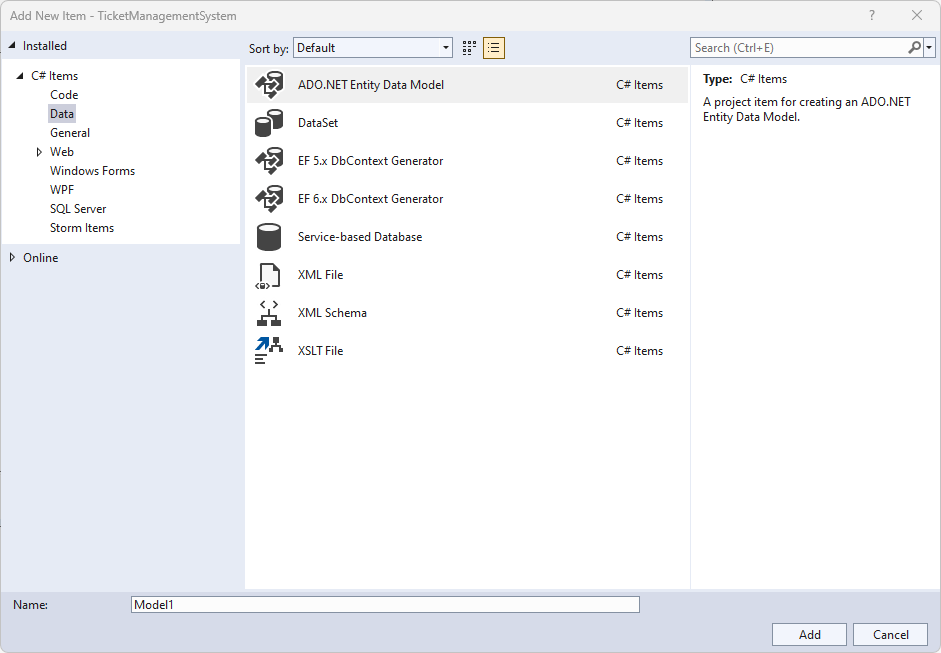 Add New Item - TicketManagementSystem
?
Installed
Sort by: Default
Search (Ctrl+E)
C# Items
Code
Data
General
Web
Windows Forms
WPF
SQL Server
Storm Items
Online
ADO.NET Entity Data Model C# Items
DataSet C# Items
EF 5.x DbContext Generator C# Items
EF 6.x DbContext Generator C# Items
Service-based Database C# Items
XML File C# Items
XML Schema C# Items
XSLT File C# Items
Type: C# Items
A project item for creating an ADO.NET
Entity Data Model.
Name: Model1
Add Cancel